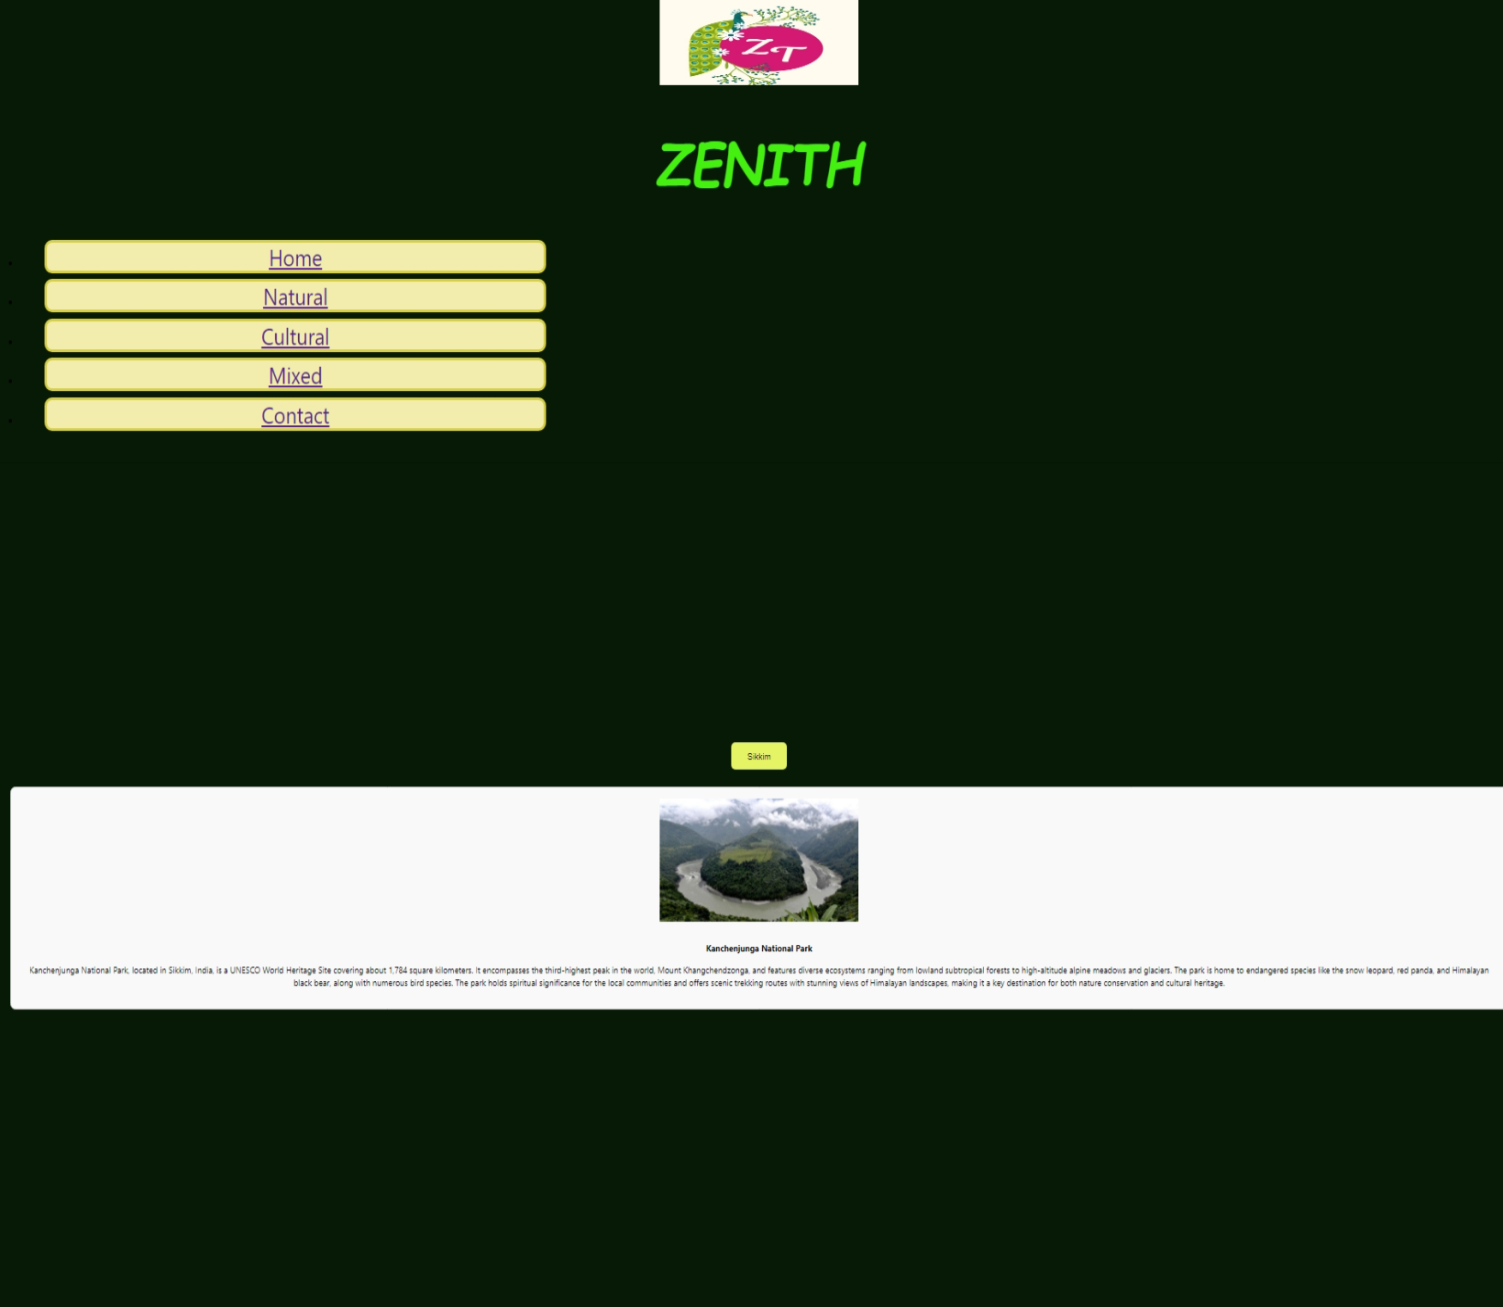 ZT
ZENITH
Home
Natural
Cultural
Mixed
Contact
Sikkim
Kanchenjunga National Park
Kanchenjunga National Park, located in Sikkim, India, is a UNESCO World Heritage Site covering about 1,784 square kilometers. It encompasses the third-highest peak in the world, Mount Khangchendzonga, and features diverse ecosystems ranging from lowland subtropical forests to high-altitude alpine meadows and glaciers. The park is home to endangered species like the snow leopard, red panda, and Himalayan
black bear, along with numerous bird species. The park holds spiritual significance for the local communities and offers scenic trekking routes with stunning views of Himalayan landscapes, making it a key destination for both nature conservation and cultural heritage.